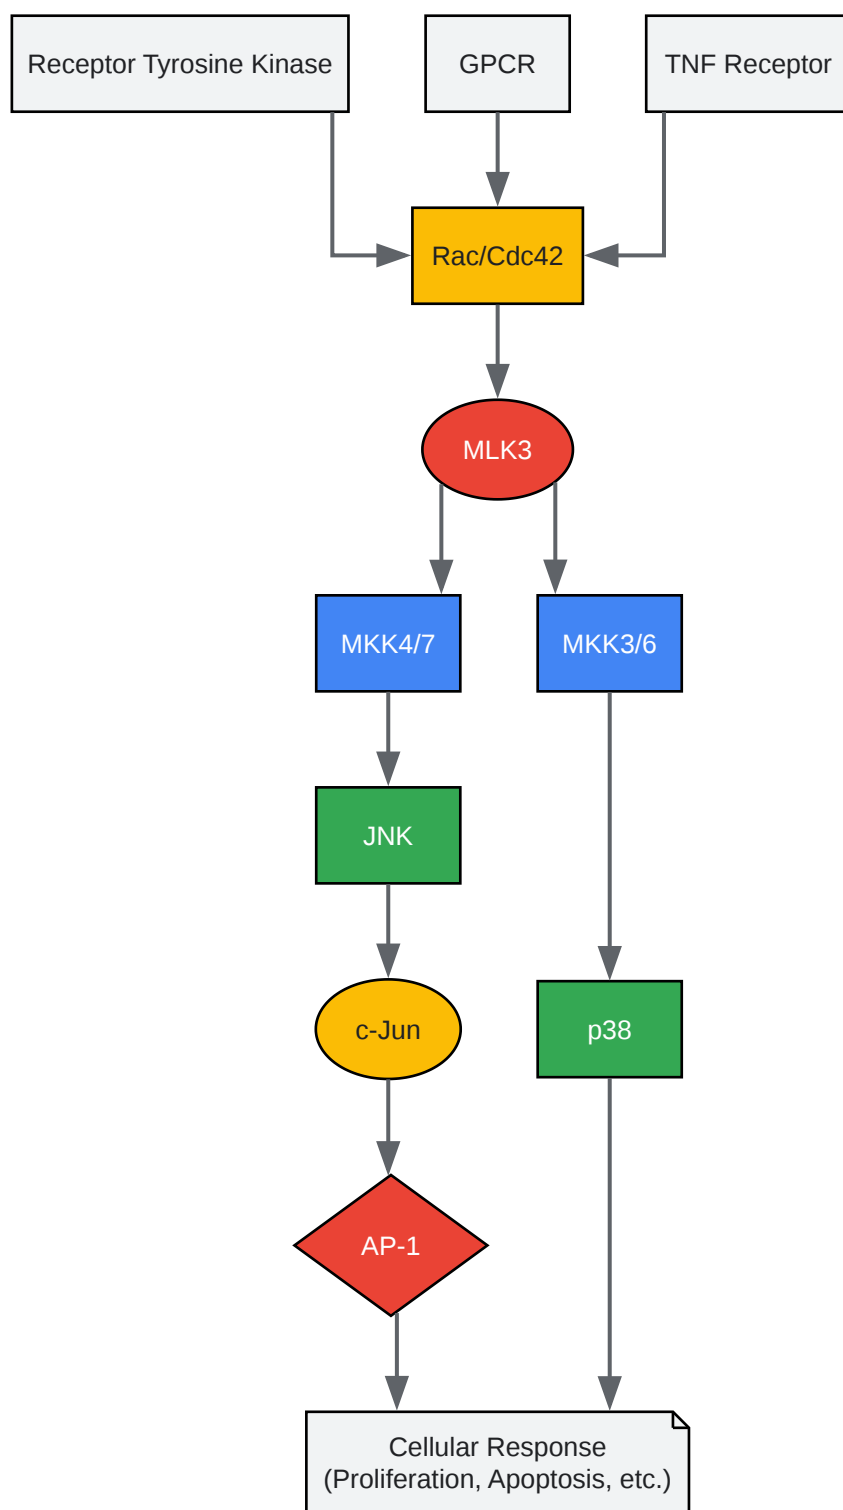 Receptor Tyrosine Kinase
GPCR
TNF Receptor
Rac/Cdc42
MLK3
MKK4/7
MKK3/6
JNK
c-Jun
p38
AP-1
Cellular Response
(Proliferation, Apoptosis, etc.)